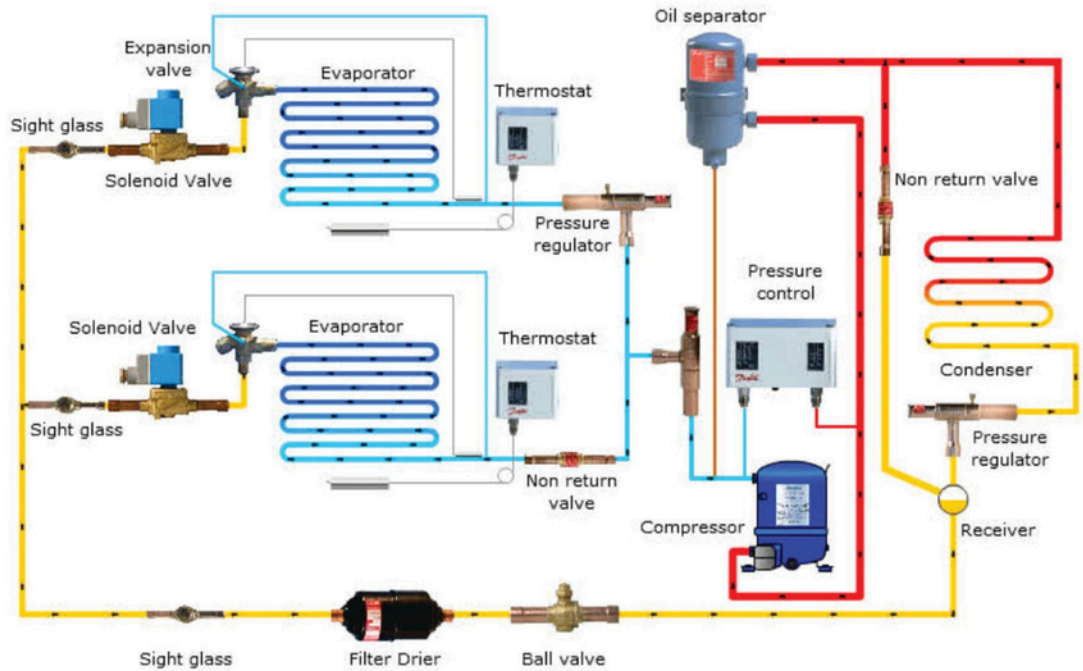 Oil separator
Expansion
valve
Evaporator
Thermostat
Sight glass
Solenoid Valve
Non return valve
Pressure
regulator
Pressure
control
Solenoid Valve
Evaporator
Thermostat
Condenser
Sight glass
Pressure
regulator
Non return
valve
Compressor
Receiver
Sight glass
Filter Drier
Ball valve